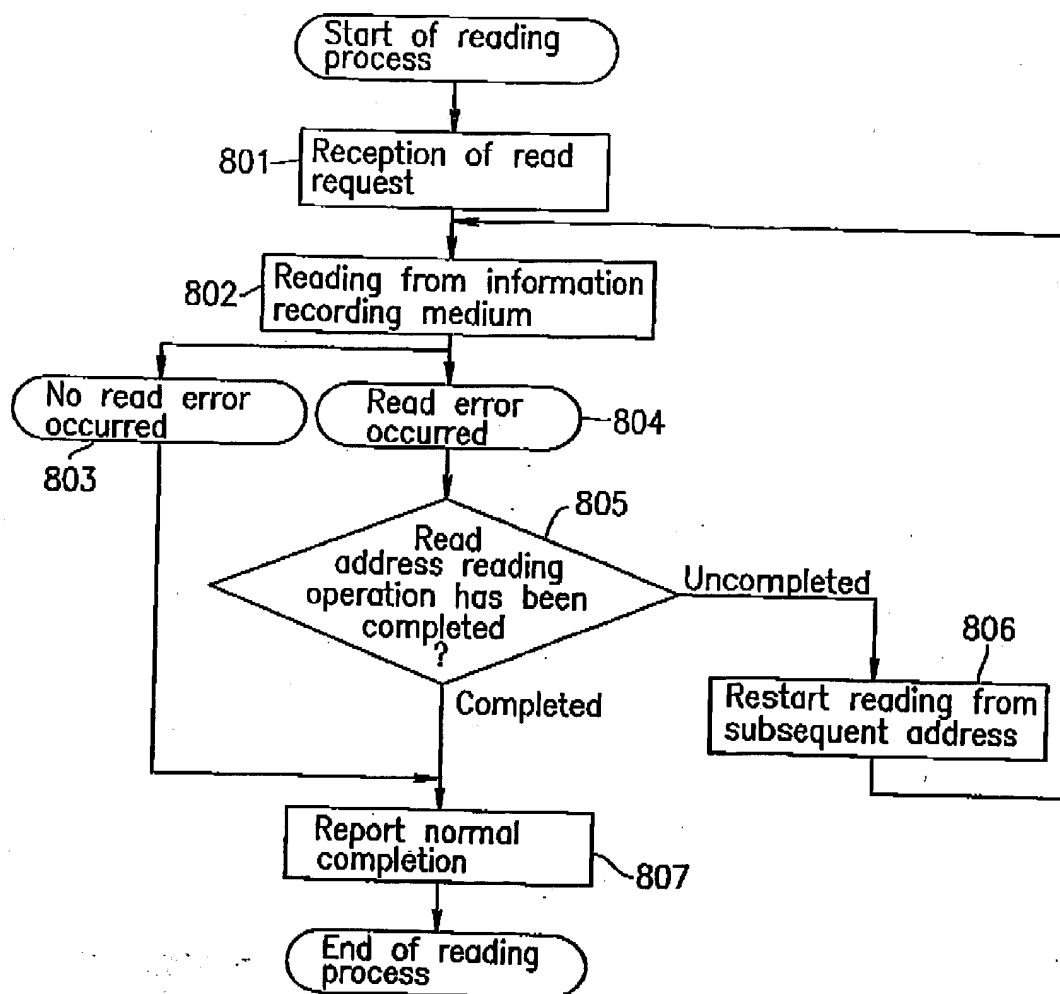 Start of reading
process
801
Reception of read
request
802
Reading from information
recording medium
No read error
occurred
803
Read error
occurred
804
805
Read
address reading
operation has been
completed
?
Uncompleted
Completed
806
Restart reading from
subsequent address
Report normal
completion
807
End of reading
process